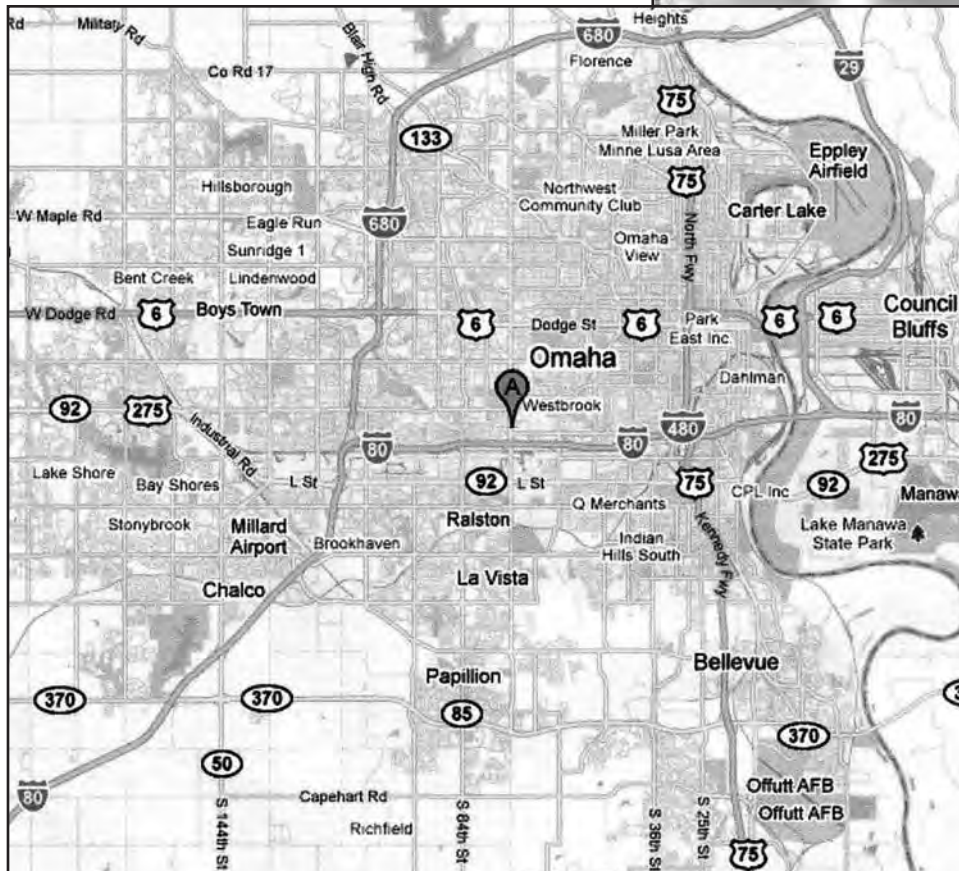 Heights
Rd
Military Rd
680
Blair High Rd
Florence
Co Rd 17
29
75
133
Miller Park
Minne Lusa Area
Eppley
Airfield
75
Hillsborough
Northwest
Community Club
W Maple Rd
Eagle Run
680
Carter Lake
North Fwy
Sunridge 1
Omaha
View
Bent Creek
Lindenwood
W Dodge Rd
6
Boys Town
6
Dodge St
6
Park
East Inc.
6
6
Council
Bluffs
Omaha
A
Dahlman
Westbrook
92
275
80
80
480
80
Industrial Rd
275
Lake Shore
Bay Shores
L St
92
L St
75
CPL Inc
92
Manawa
Q Merchants
Stonybrook
Millard
Airport
Ralston
Lake Manawa
State Park
Brookhaven
Indian
Hills South
Kennedy Fwy
Chalco
La Vista
Papillion
Bellevue
370
370
85
370
3
50
80
Capehart Rd
Offutt AFB
Offutt AFB
Richfield
S 144th St
S 84th St
S 36th St
S 25th St
75